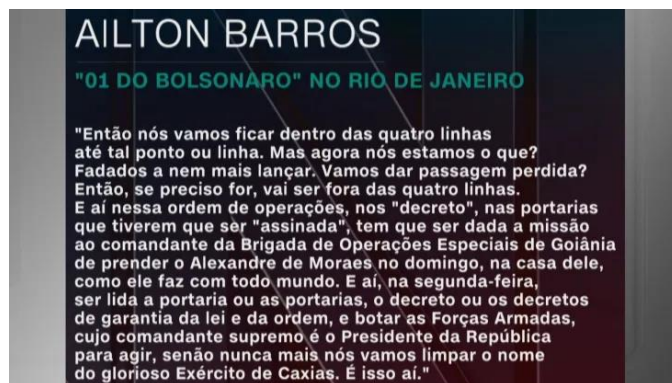 AILTON BARROS
"01 DO BOLSONARO" NO RIO DE JANEIRO
"Então nós vamos ficar dentro das quatro linhas
até tal ponto ou linha. Mas agora nós estamos o que?
Fadados a nem mais lançar. Vamos dar passagem perdida?
Então, se preciso for, vai ser fora das quatro linhas.
E aí nessa ordem de operações, nos "decreto", nas portarias
que tiverem que ser "assinada", tem que ser dada a missão
ao comandante da Brigada de Operações Especiais de Goiânia
de prender o Alexandre de Moraes no domingo, na casa dele,
como ele faz com todo mundo. E aí, na segunda-feira,
ser lida a portaria ou as portarias, o decreto ou os decretos
de garantia da lei e da ordem, e botar as Forças Armadas,
cujo comandante supremo é o Presidente da República
para agir, senão nunca mais nós vamos limpar o nome
do glorioso Exército de Caxias. É isso aí."